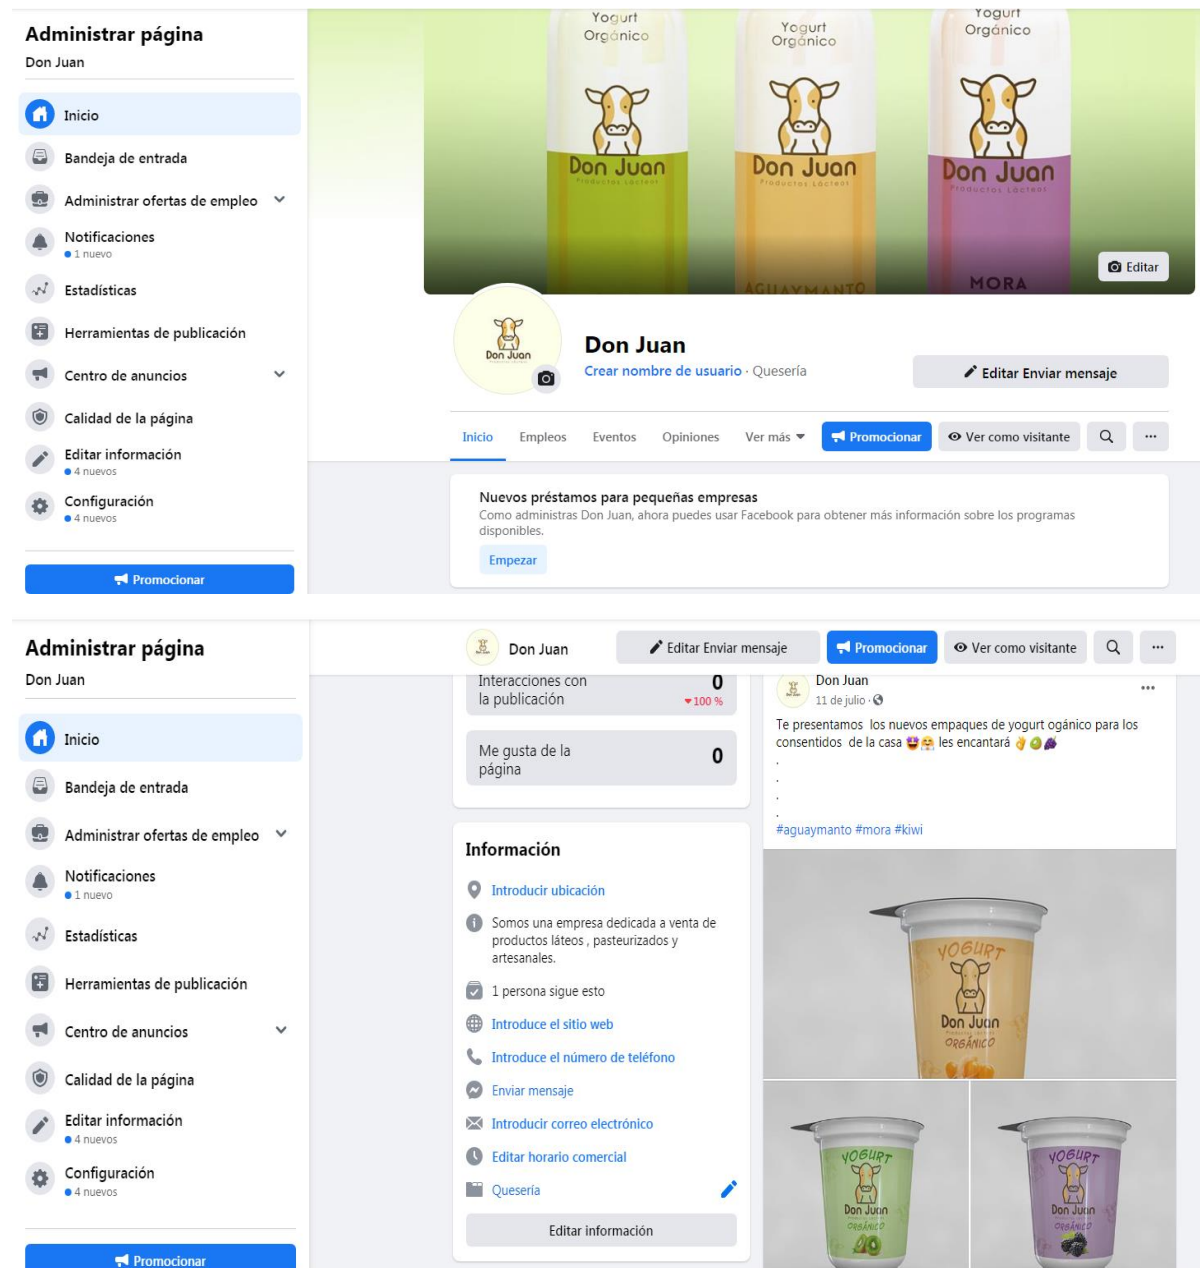 Administrar página
Don Juan
Inicio
Bandeja de entrada
Administrar ofertas de empleo
Notificaciones
1 nuevo
Estadísticas
Herramientas de publicación
Centro de anuncios
Calidad de la página
Editar información
4 nuevos
Configuración
4 nuevos
Promocionar
Yogurt
Orgánico
Don Juan
Productos Lácteos
Yogurt
Orgánico
Don Juan
Productos Lácteos
AGUAYMANTO
Yogurt
Orgánico
Don Juan
Productos Lácteos
MORA
Editar
Don Juan
Don Juan
Crear nombre de usuario · Quesería
Editar Enviar mensaje
Inicio
Empleos
Eventos
Opiniones
Ver más
Promocionar
Ver como visitante
Nuevos préstamos para pequeñas empresas
Como administras Don Juan, ahora puedes usar Facebook para obtener más información sobre los programas
disponibles.
Empezar
Administrar página
Don Juan
Inicio
Bandeja de entrada
Administrar ofertas de empleo
Notificaciones
1 nuevo
Estadísticas
Herramientas de publicación
Centro de anuncios
Calidad de la página
Editar información
4 nuevos
Configuración
4 nuevos
Promocionar
Don Juan
Editar Enviar mensaje
Promocionar
Ver como visitante
Interacciones con
la publicación
0
100 %
Me gusta de la
página
0
Información
Introducir ubicación
Somos una empresa dedicada a venta de
productos láteos , pasteurizados y
artesanales.
1 persona sigue esto
Introduce el sitio web
Introduce el número de teléfono
Enviar mensaje
Introducir correo electrónico
Editar horario comercial
Quesería
Editar información
Don Juan
11 de julio ·
Te presentamos los nuevos empaques de yogurt ogánico para los
consentidos de la casa 🤩🤗 les encantará 👌🥝🍇
.
.
.
.
#aguaymanto #mora #kiwi
YOGURT
Don Juan
ORGÁNICO
YOGURT
Don Juan
ORGÁNICO
YOGURT
Don Juan
ORGÁNICO